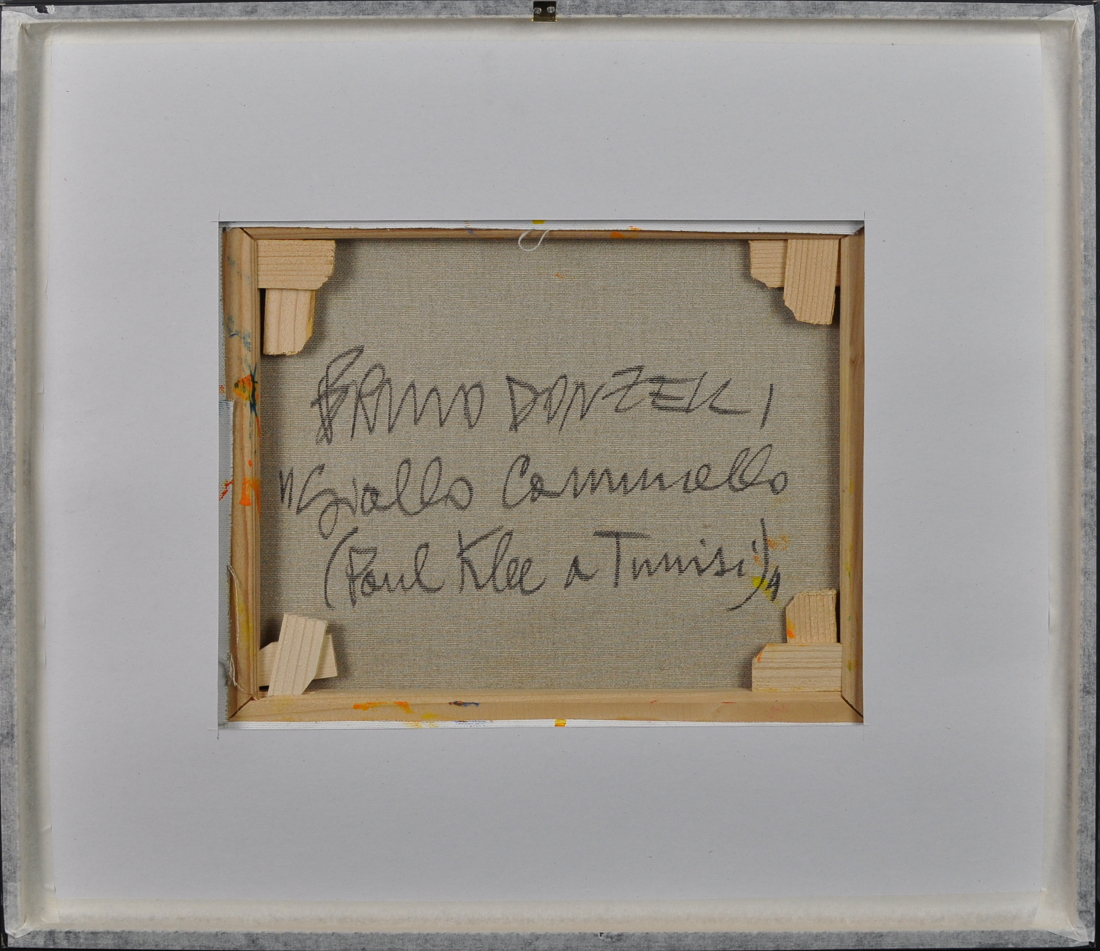 BRUNO DONZELLI
"Giallo Cammello
(Paul Klee a Tunisi)"